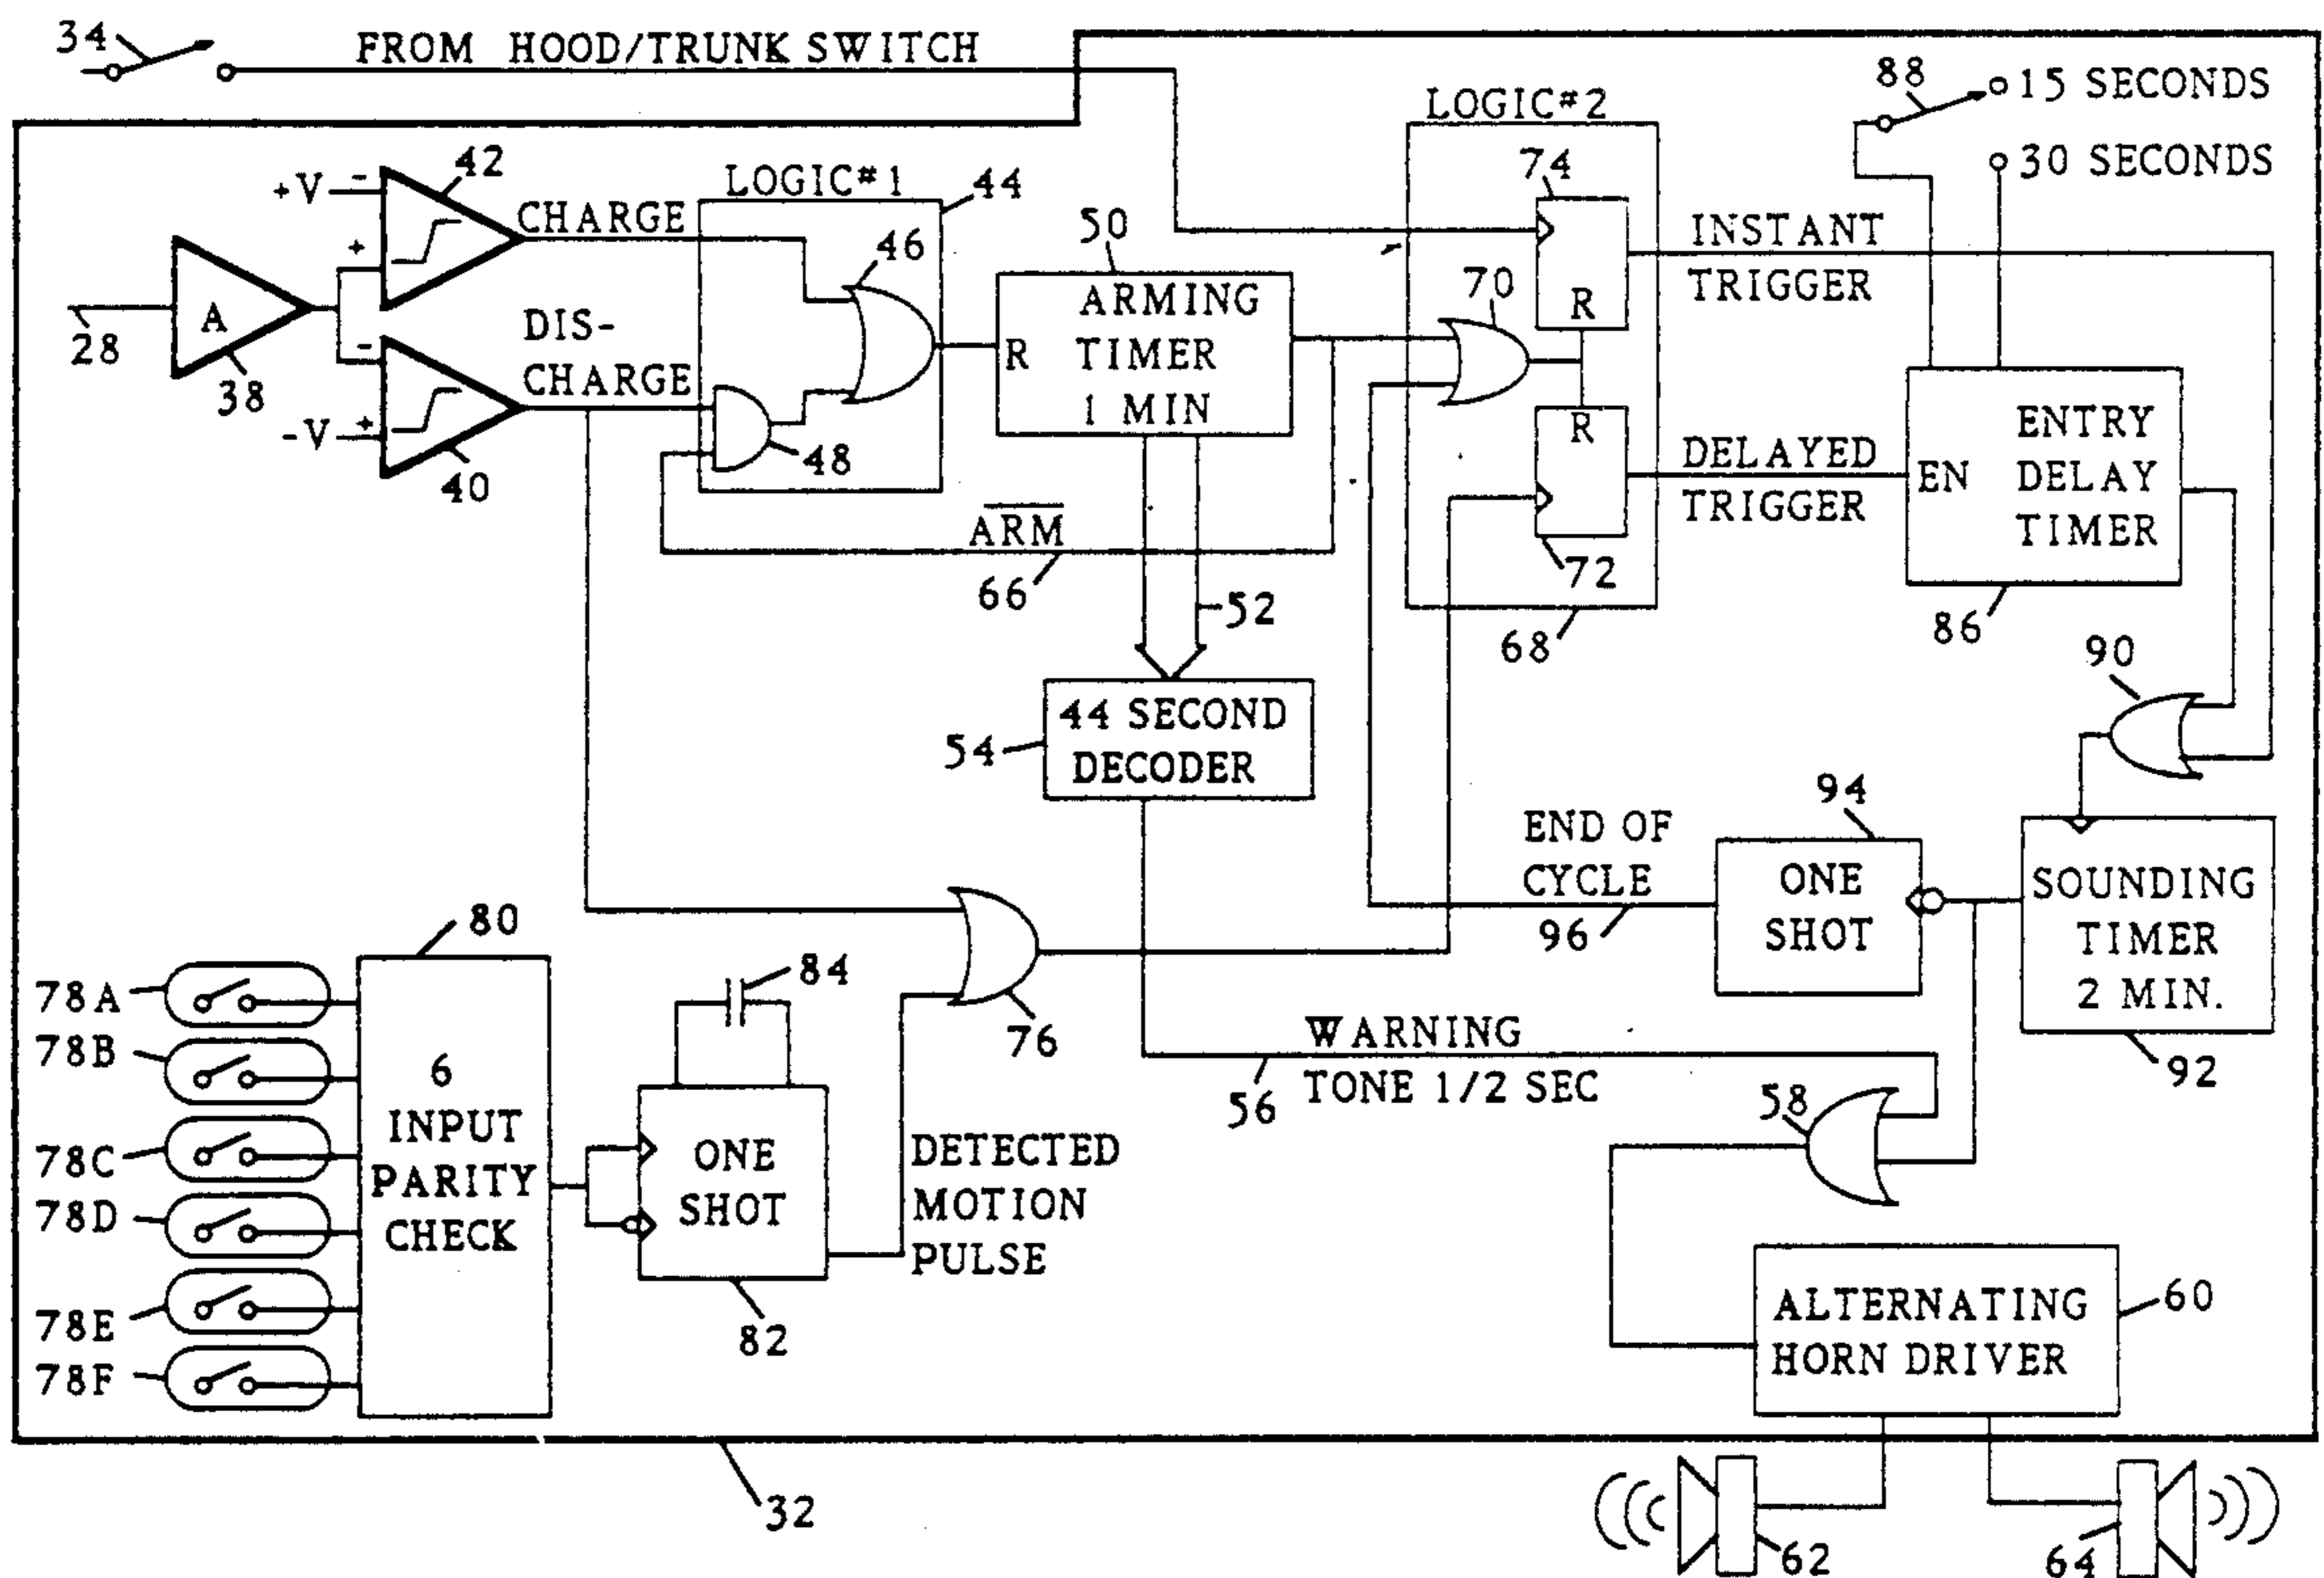 34
FROM HOOD/TRUNK SWITCH
88
15 SECONDS
30 SECONDS
LOGIC#2
74
42
+V
-
+
CHARGE
LOGIC#1
44
46
50
ARMING
TIMER
1 MIN
R
70
R
INSTANT
TRIGGER
28
A
38
DIS-
CHARGE
-
-V
+
40
48
ARM
66
52
R
72
68
DELAYED
TRIGGER
EN
ENTRY
DELAY
TIMER
86
90
44 SECOND
DECODER
54
END OF
CYCLE
96
94
ONE
SHOT
SOUNDING
TIMER
2 MIN.
92
80
78A
78B
78C
78D
78E
78F
6
INPUT
PARITY
CHECK
84
ONE
SHOT
82
76
DETECTED
MOTION
PULSE
WARNING
TONE 1/2 SEC
56
58
ALTERNATING
HORN DRIVER
60
32
62
64